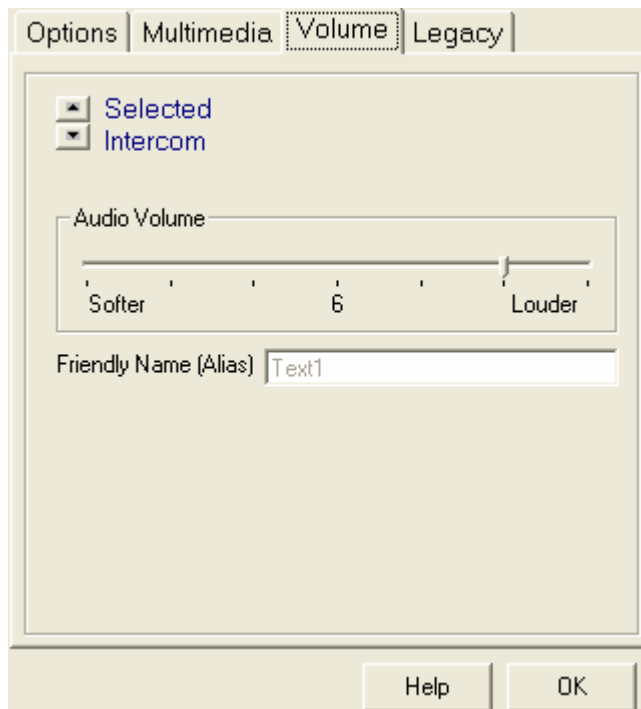 Options Multimedia Volume Legacy
Selected
Intercom
Audio Volume
Softer 6 Louder
Friendly Name (Alias) Text1
Help OK